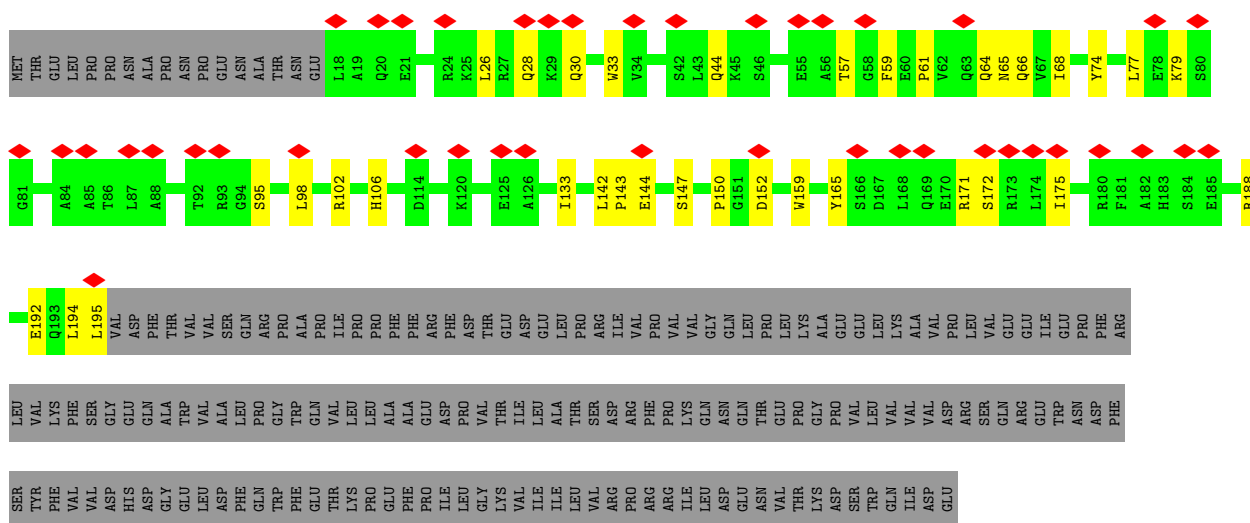 MET THR GLU LEU PRO PRO ASN ALA PRO ASN PRO GLU ASN ALA THR ASN GLU L18 A19 Q20 E21 R24 K25 L26 R27 Q28 K29 Q30 W33 V34 S42 L43 Q44 K45 S46 E55 A56 T57 G58 F59 E60 P61 V62 Q63 Q64 N65 Q66 V67 I68 Y74 L77 E78 K79 S80
G81 A84 A85 T86 L87 A88 T92 R93 G94 S95 L98 R102 H106 D114 K120 E125 A126 I133 L142 P143 E144 S147 P150 G151 D152 W159 Y165 S166 D167 L168 Q169 E170 R171 S172 R173 L174 I175 R180 F181 A182 H183 S184 E185 R188
E192 Q193 L194 L195 VAL ASP PHE THR VAL VAL SER GLN ARG PRO ALA PRO ILE PRO PRO PHE PHE ARG PHE ASP THR GLU ASP GLU LEU PRO ARG ILE VAL PRO VAL VAL GLY GLN LEU PRO LEU LYS ALA GLU GLU LEU LYS ALA VAL PRO LEU VAL GLU GLU ILE GLU PRO PHE ARG
LEU VAL LYS PHE SER GLY GLU GLN ALA TRP VAL ALA LEU PRO GLY TRP GLN VAL LEU LEU ALA ALA GLU ASP PRO VAL THR ILE LEU ALA THR SER ASP ARG PHE PRO LYS GLN ASN GLN THR GLU PRO GLY PRO VAL LEU VAL VAL VAL ASP ARG SER GLN ARG GLU TRP ASN ASP PHE
SER TYR PHE VAL VAL ASP HIS ASP GLY GLU LEU ASP PHE GLN TRP PHE GLU THR LYS PRO GLU PHE PRO ILE LEU GLY LYS VAL ILE ILE LEU VAL ARG PRO ARG ARG ILE LEU ASP GLU ASN VAL THR LYS ASP SER TRP GLN ILE ASP GLU